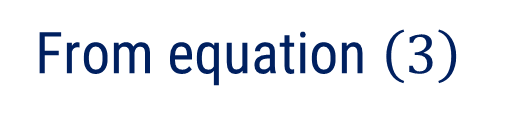 From equation (3)